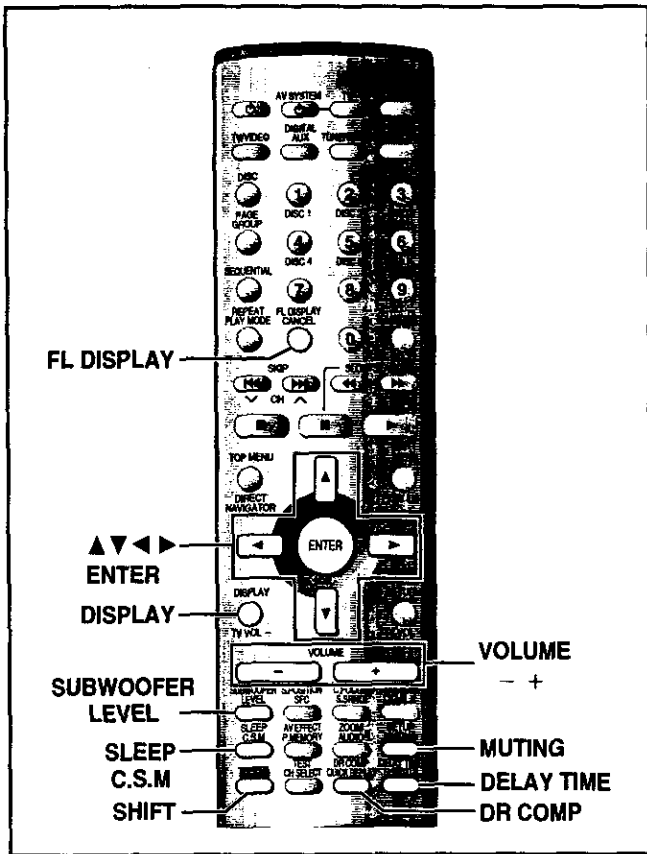 AV SYSTEM
TV/VIDEO
DIGITAL
AUX
DISC
1
2
3
DISC 1
DISC
PAGE
GROUP
4
5
6
DISC 4
SEQUENTIAL
7
8
9
REPEAT
PLAY MODE
FL DISPLAY
CANCEL
0
FL DISPLAY
SKIP
CH
TOP MENU
DIRECT
NAVIGATOR
▲▼◀▶
ENTER
ENTER
DISPLAY
DISPLAY
TV VOL −
VOLUME
− +
VOLUME
− +
SUBWOOFER
LEVEL
SUBWOOFER
LEVEL
S.POSITION
SFC
SLEEP
C.S.M
SLEEP
C.S.M
AV EFFECT
P.MEMORY
ZOOM
AUDIO
MUTING
TEST
CH SELECT
DR COMP
QUICK REPLAY
DELAY TIME
SHIFT
DR COMP